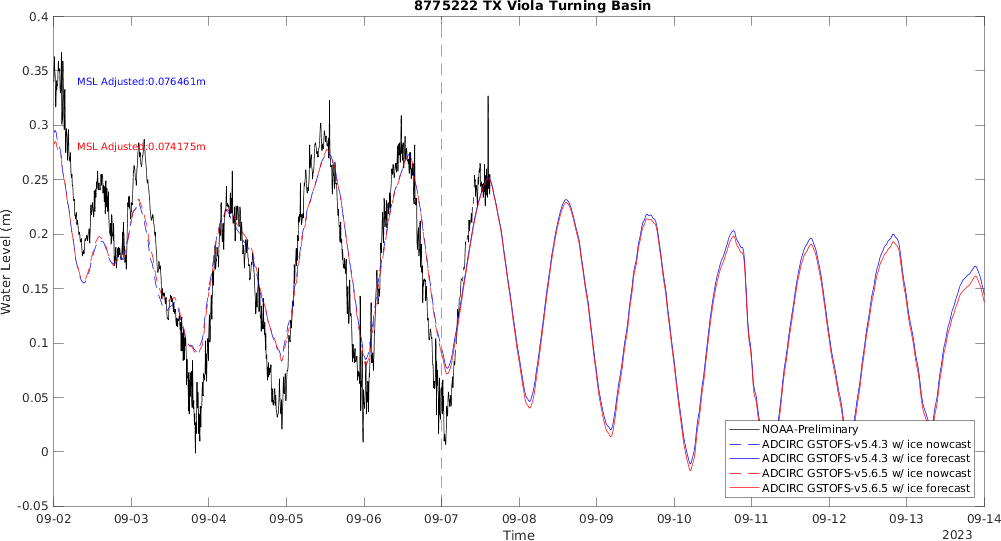 8775222 TX Viola Turning Basin
0.4
0.35
0.3
0.25
0.2
0.15
0.1
0.05
0
-0.05
Water Level (m)
MSL Adjusted:0.076461m
MSL Adjusted:0.074175m
NOAA-Preliminary
ADCIRC GSTOFS-v5.4.3 w/ ice nowcast
ADCIRC GSTOFS-v5.4.3 w/ ice forecast
ADCIRC GSTOFS-v5.6.5 w/ ice nowcast
ADCIRC GSTOFS-v5.6.5 w/ ice forecast
09-02 09-03 09-04 09-05 09-06 09-07 09-08 09-09 09-10 09-11 09-12 09-13 09-14
Time
2023